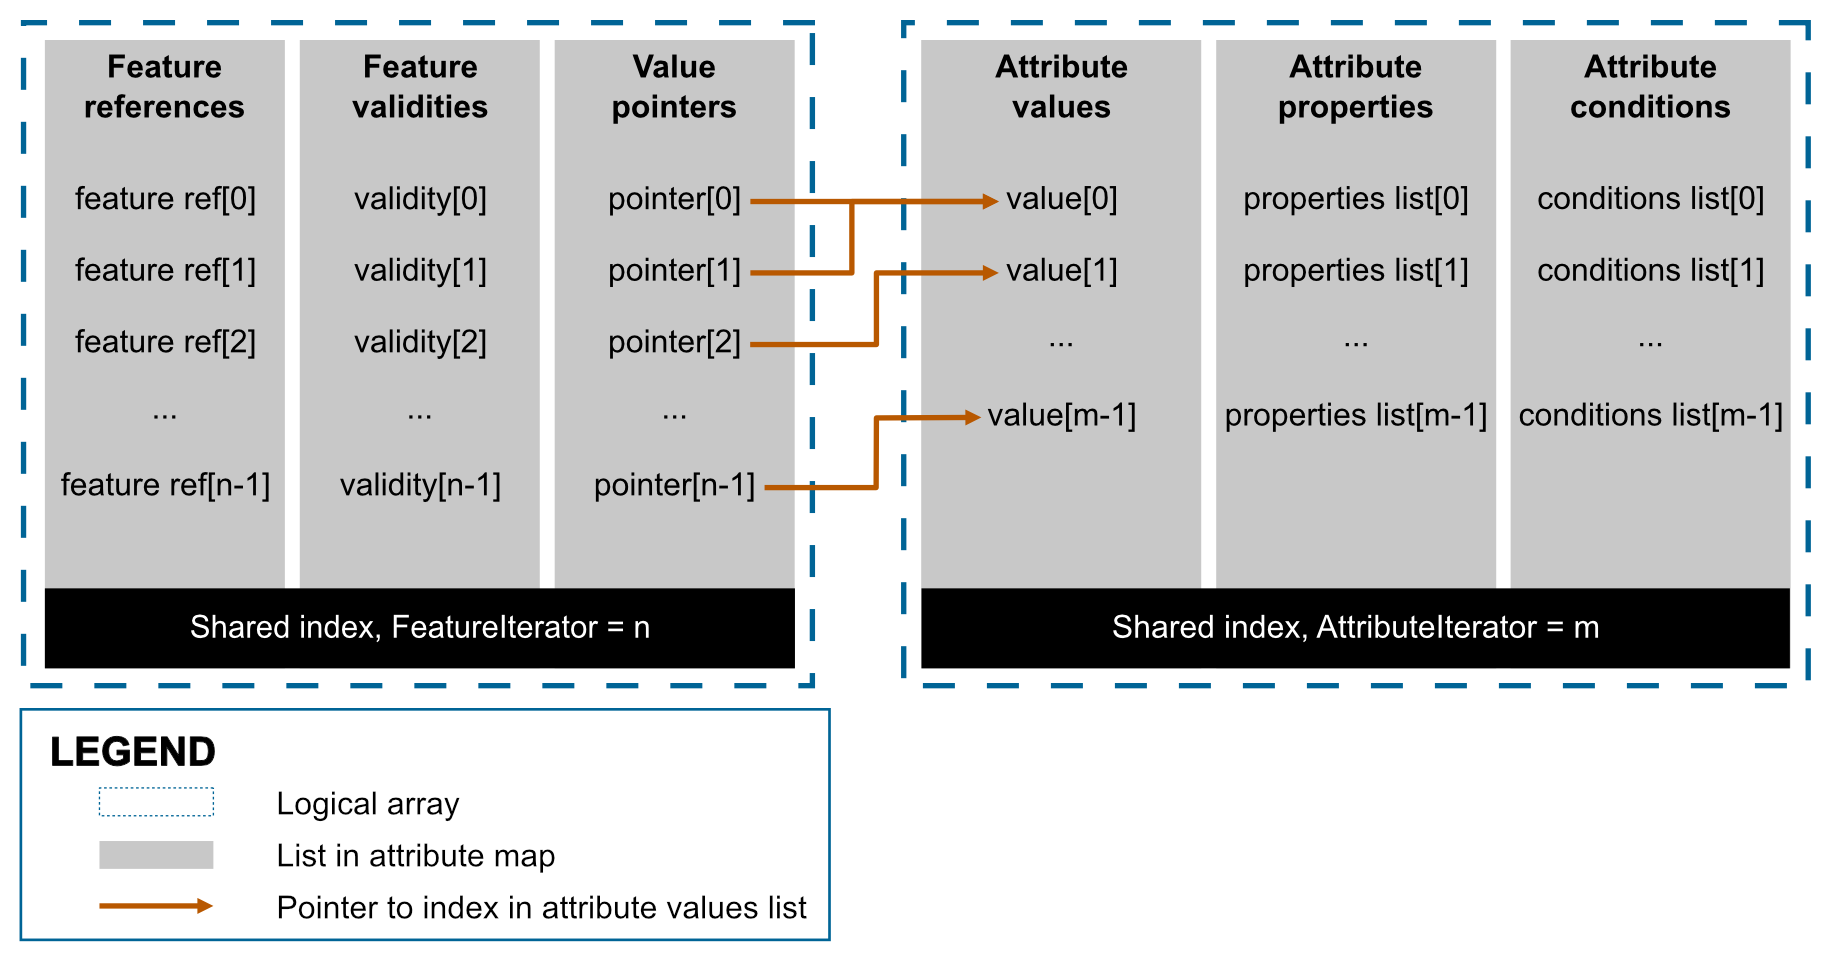 Feature references
Feature validities
Value pointers
feature ref[0] validity[0] pointer[0]
feature ref[1] validity[1] pointer[1]
feature ref[2] validity[2] pointer[2]
... ... ...
feature ref[n-1] validity[n-1] pointer[n-1]
Shared index, FeatureIterator = n
Attribute values
Attribute properties
Attribute conditions
value[0] properties list[0] conditions list[0]
value[1] properties list[1] conditions list[1]
... ... ...
value[m-1] properties list[m-1] conditions list[m-1]
Shared index, AttributeIterator = m
LEGEND
Logical array
List in attribute map
Pointer to index in attribute values list